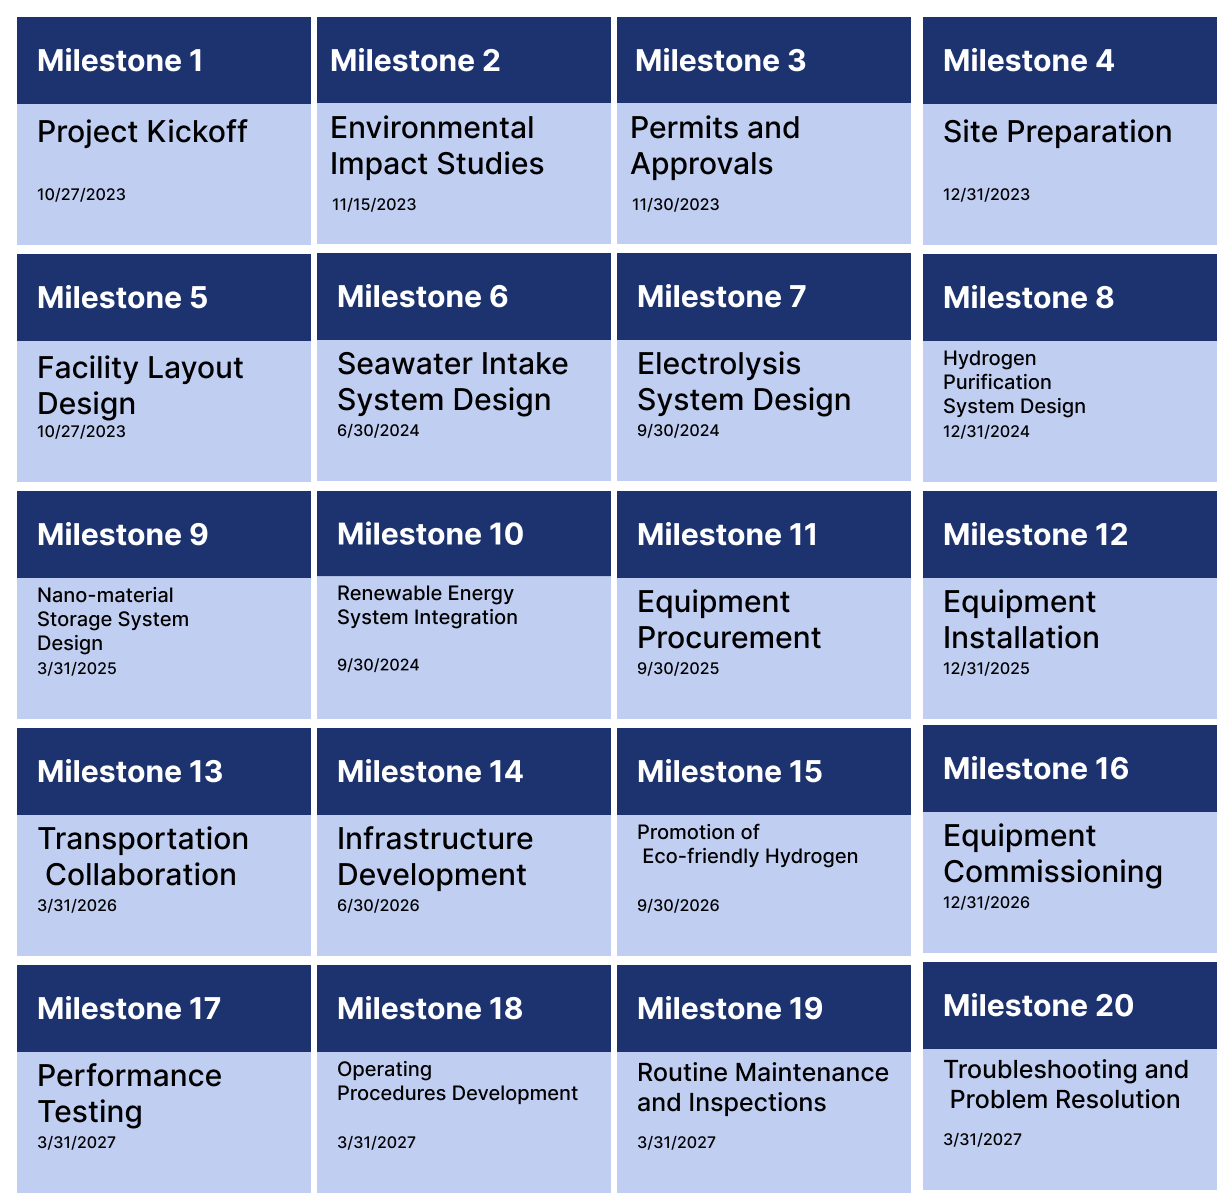 Milestone 1
Project Kickoff
10/27/2023
Milestone 2
Environmental
Impact Studies
11/15/2023
Milestone 3
Permits and
Approvals
11/30/2023
Milestone 4
Site Preparation
12/31/2023
Milestone 5
Facility Layout
Design
10/27/2023
Milestone 6
Seawater Intake
System Design
6/30/2024
Milestone 7
Electrolysis
System Design
9/30/2024
Milestone 8
Hydrogen
Purification
System Design
12/31/2024
Milestone 9
Nano-material
Storage System
Design
3/31/2025
Milestone 10
Renewable Energy
System Integration
9/30/2024
Milestone 11
Equipment
Procurement
9/30/2025
Milestone 12
Equipment
Installation
12/31/2025
Milestone 13
Transportation
Collaboration
3/31/2026
Milestone 14
Infrastructure
Development
6/30/2026
Milestone 15
Promotion of
Eco-friendly Hydrogen
9/30/2026
Milestone 16
Equipment
Commissioning
12/31/2026
Milestone 17
Performance
Testing
3/31/2027
Milestone 18
Operating
Procedures Development
3/31/2027
Milestone 19
Routine Maintenance
and Inspections
3/31/2027
Milestone 20
Troubleshooting and
Problem Resolution
3/31/2027